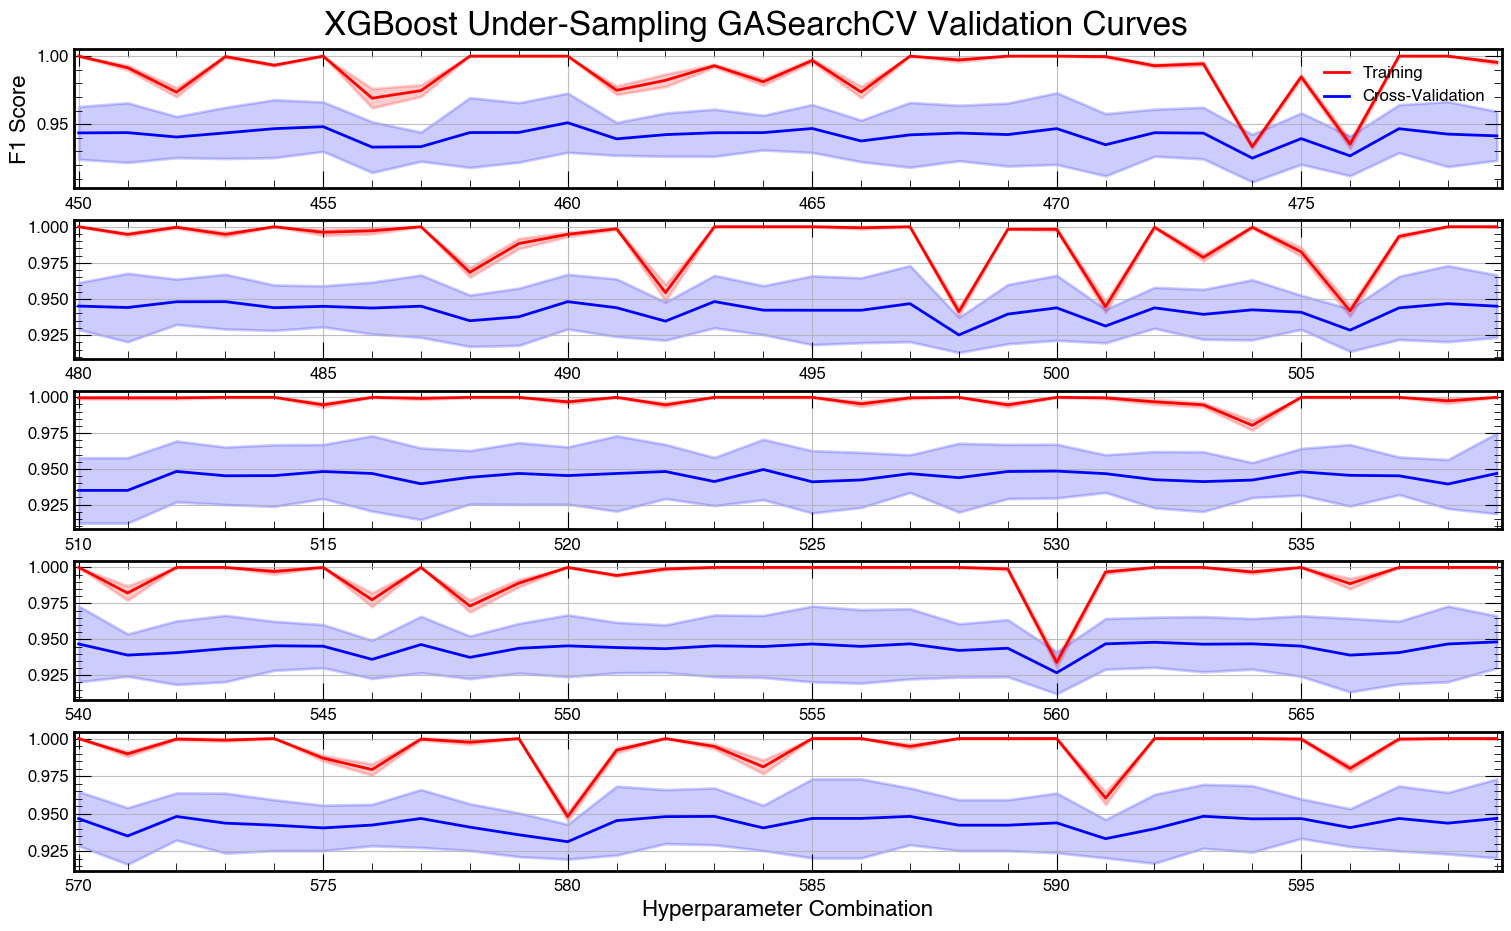 XGBoost Under-Sampling GASearchCV Validation Curves
F1 Score
1.00
0.95
Training
Cross-Validation
450 455 460 465 470 475
1.000
0.975
0.950
0.925
480 485 490 495 500 505
1.000
0.975
0.950
0.925
510 515 520 525 530 535
1.000
0.975
0.950
0.925
540 545 550 555 560 565
1.000
0.975
0.950
0.925
570 575 580 585 590 595
Hyperparameter Combination